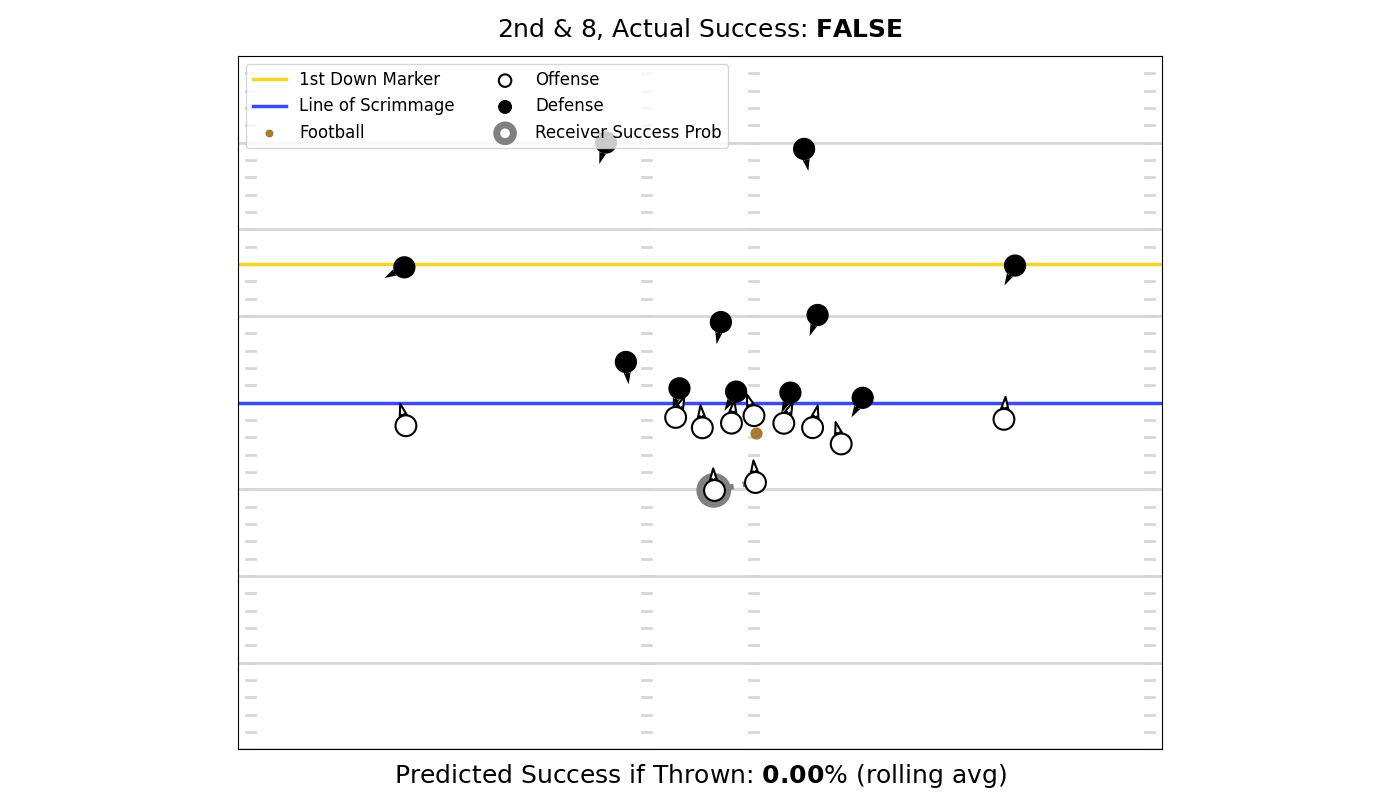 2nd & 8, Actual Success: FALSE
1st Down Marker
Line of Scrimmage
Football
Offense
Defense
Receiver Success Prob
Predicted Success if Thrown: 0.00% (rolling avg)